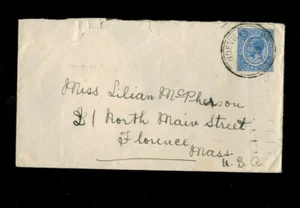 Miss Lilian McPherson
21 North Main Street
Florence
Mass.
U.S.A.